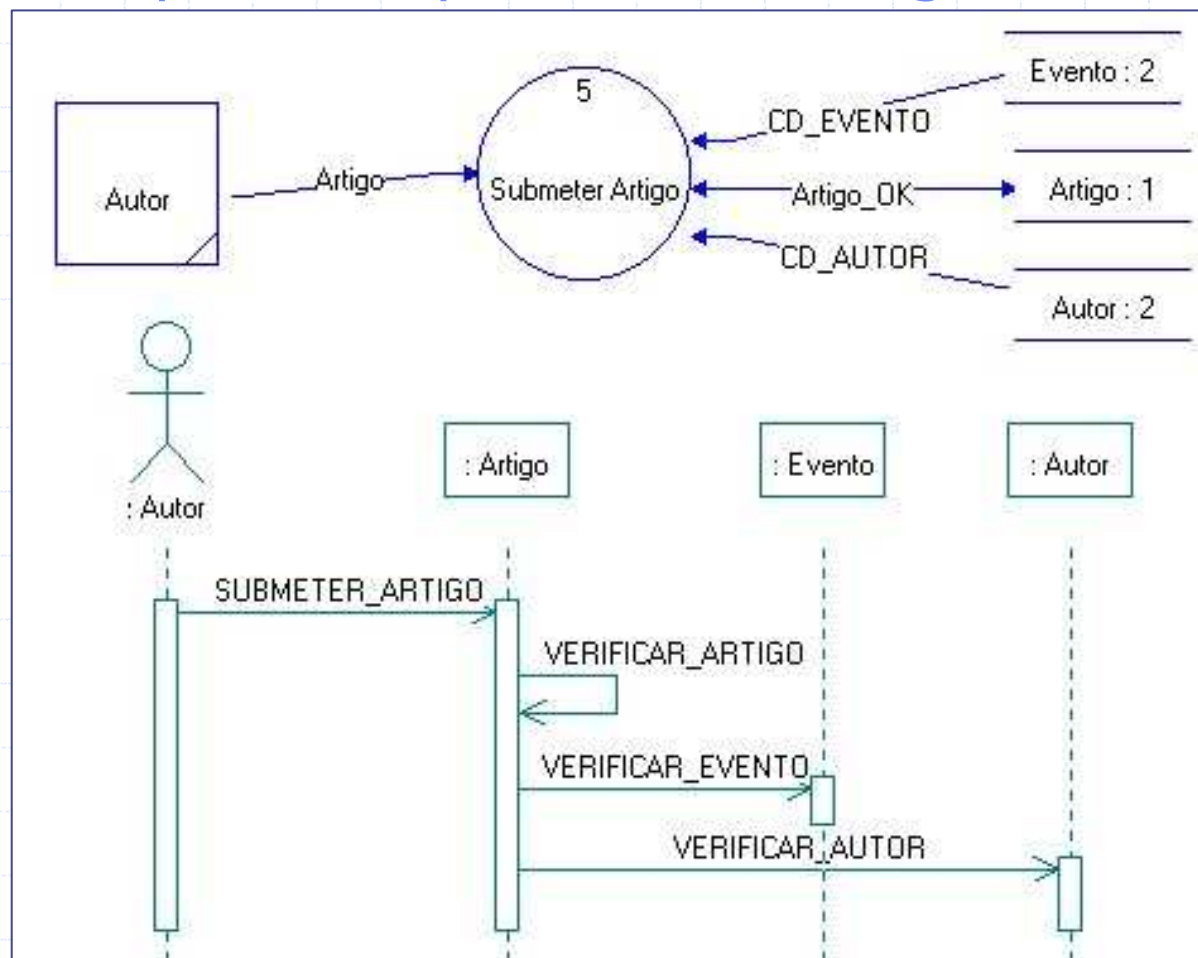 5
Evento : 2
CD_EVENTO
Autor
Artigo
Submeter Artigo
Artigo_OK
Artigo : 1
CD_AUTOR
Autor : 2
: Autor
: Artigo
: Evento
: Autor
SUBMETER_ARTIGO
VERIFICAR_ARTIGO
VERIFICAR_EVENTO
VERIFICAR_AUTOR